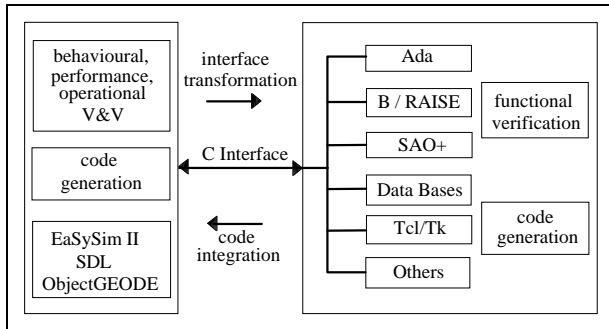 behavioural,
performance,
operational
V&V
code
generation
EaSySim II
SDL
ObjectGEODE
interface
transformation
C Interface
code
integration
Ada
B / RAISE
SAO+
Data Bases
Tcl/Tk
Others
functional
verification
code
generation